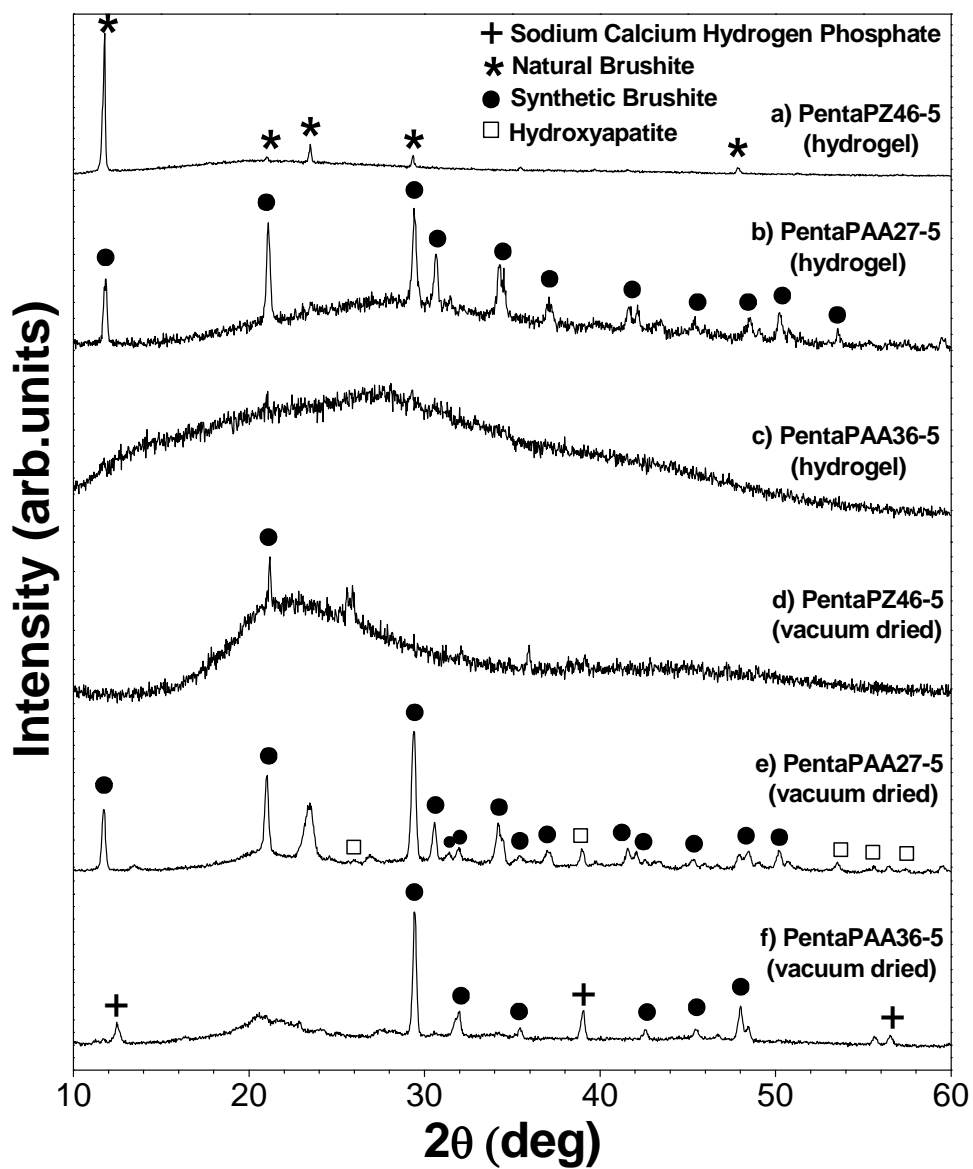 + Sodium Calcium Hydrogen Phosphate
* Natural Brushite
● Synthetic Brushite
□ Hydroxyapatite
a) PentaPZ46-5
(hydrogel)
b) PentaPAA27-5
(hydrogel)
c) PentaPAA36-5
(hydrogel)
d) PentaPZ46-5
(vacuum dried)
e) PentaPAA27-5
(vacuum dried)
f) PentaPAA36-5
(vacuum dried)
Intensity (arb.units)
10 20 30 40 50 60
2θ (deg)